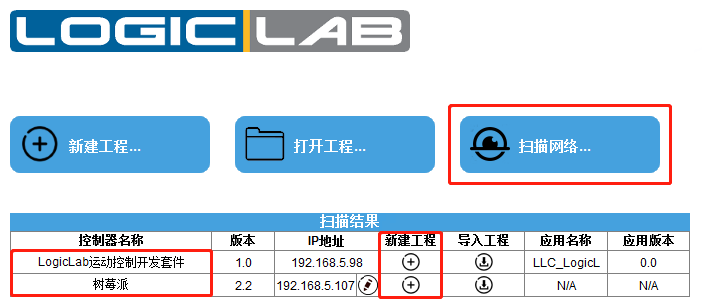 LOGIC LAB
新建工程... 打开工程... 扫描网络...
扫描结果
控制器名称 版本 IP地址 新建工程 导入工程 应用名称 应用版本
LogicLab运动控制开发套件 1.0 192.168.5.98 LLC_LogicL 0.0
树莓派 2.2 192.168.5.107 N/A N/A